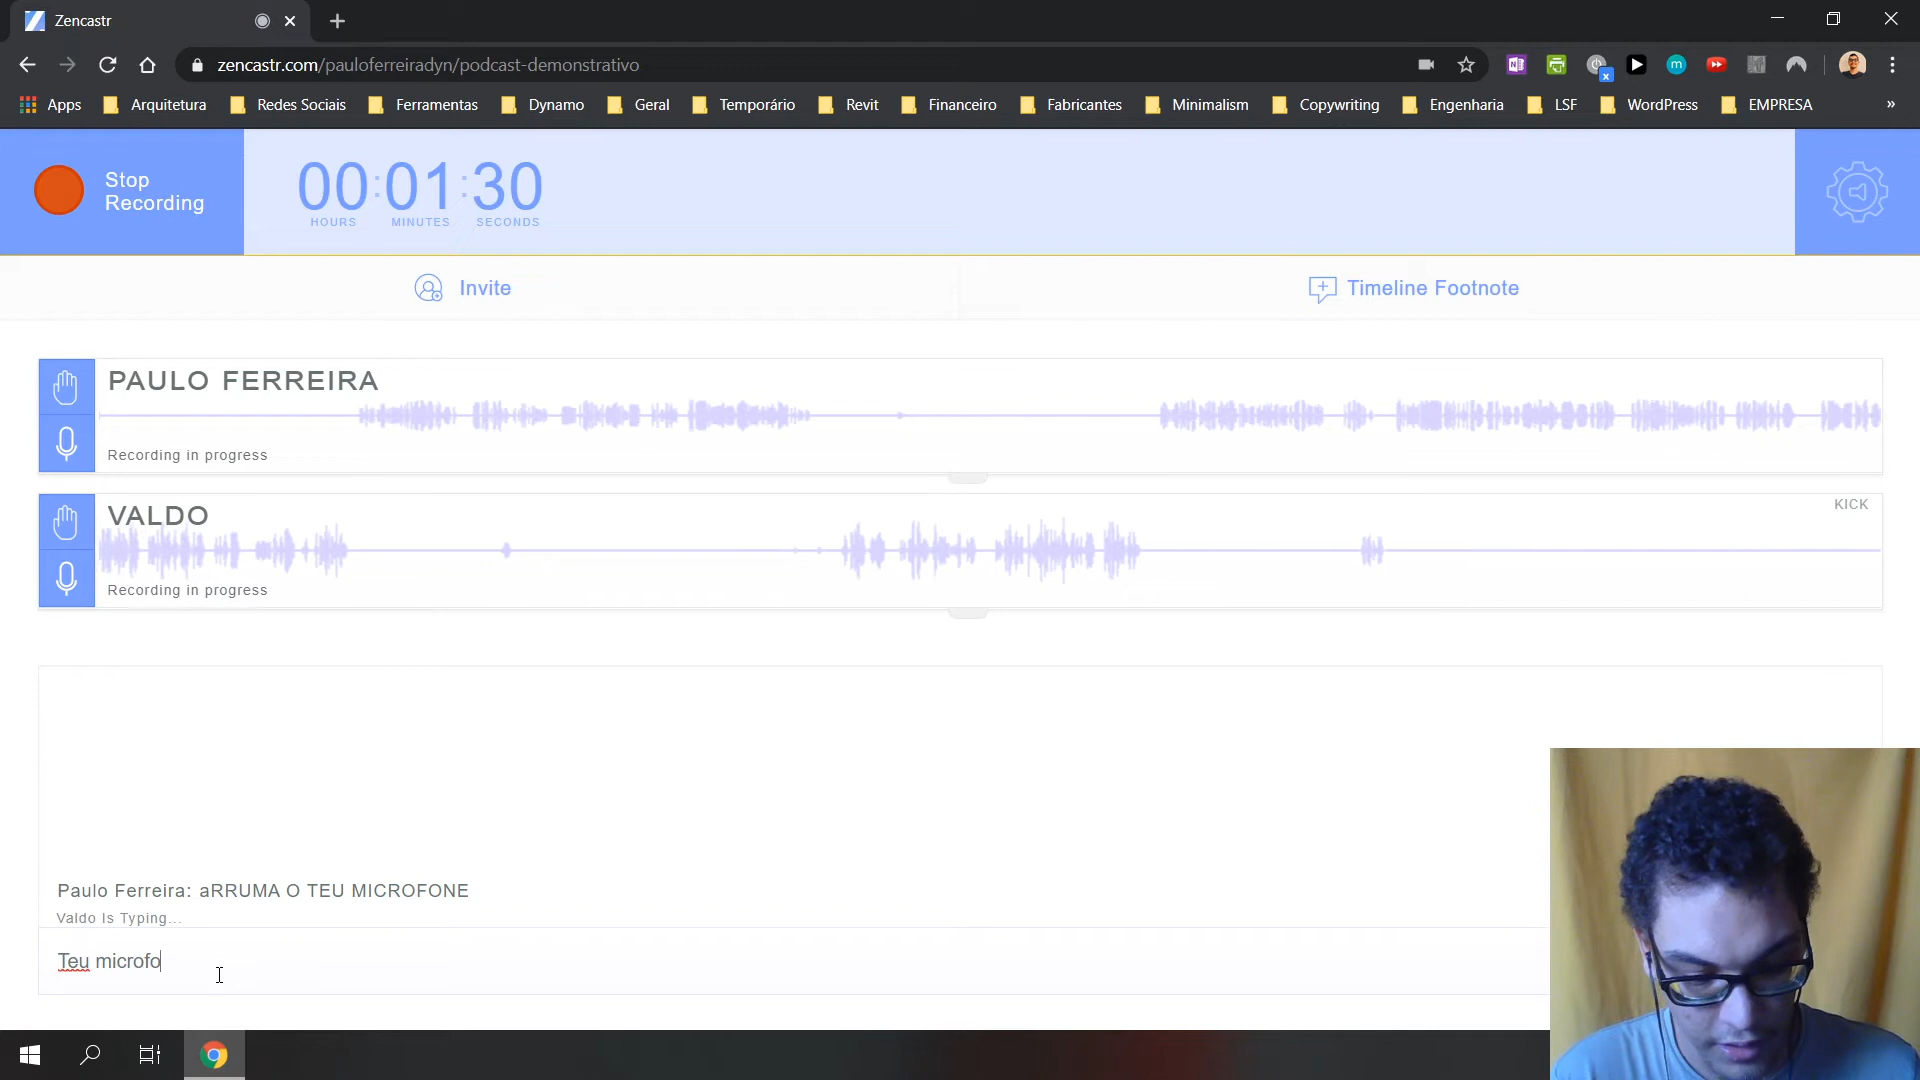 Zencastr
zencastr.com/pauloferreiradyn/podcast-demonstrativo
Apps Arquitetura Redes Sociais Ferramentas Dynamo Geral Temporário Revit Financeiro Fabricantes Minimalism Copywriting Engenharia LSF WordPress EMPRESA »
Stop
Recording
00:01:30
HOURS MINUTES SECONDS
Invite
Timeline Footnote
PAULO FERREIRA
Recording in progress
VALDO
KICK
Recording in progress
Paulo Ferreira: aRRUMA O TEU MICROFONE
Valdo Is Typing...
Teu microfo